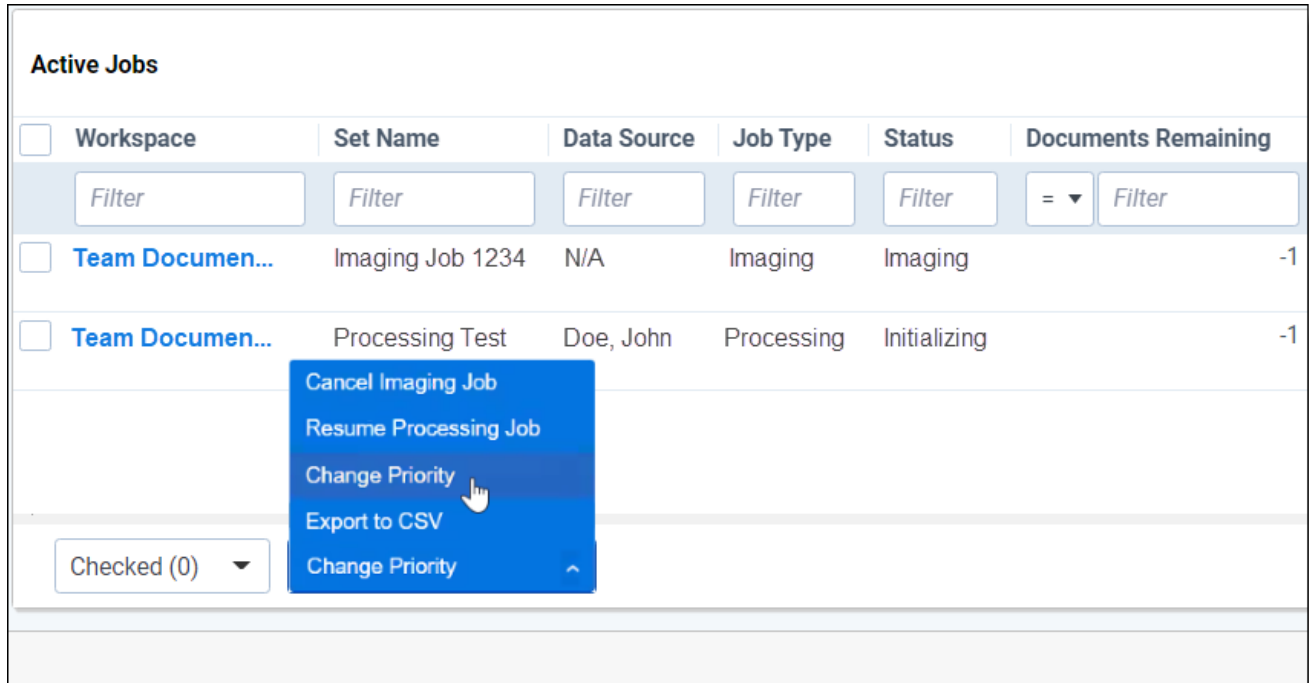 Active Jobs
Workspace Set Name Data Source Job Type Status Documents Remaining
Filter Filter Filter Filter Filter = Filter
Team Documen... Imaging Job 1234 N/A Imaging Imaging -1
Team Documen... Processing Test Doe, John Processing Initializing -1
Cancel Imaging Job
Resume Processing Job
Change Priority
Export to CSV
Checked (0) Change Priority